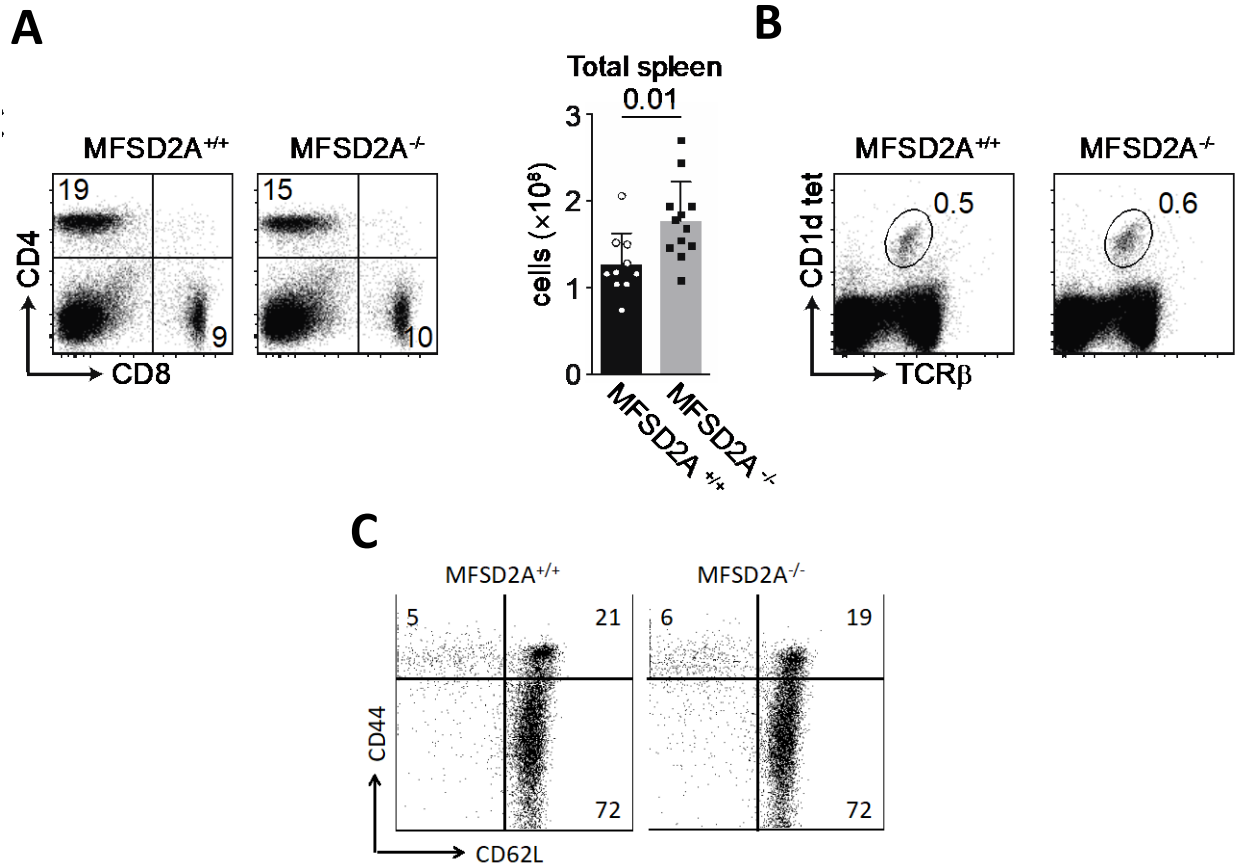 A
B
Total spleen
0.01
MFSD2A+/+
MFSD2A-/-
3
2
1
0
cells (×10⁸)
MFSD2A+/+
MFSD2A-/-
19
15
9
10
CD4
CD8
MFSD2A+/+
MFSD2A-/-
0.5
0.6
CD1d tet
TCRβ
C
MFSD2A+/+
MFSD2A-/-
5
21
6
19
72
72
CD44
CD62L